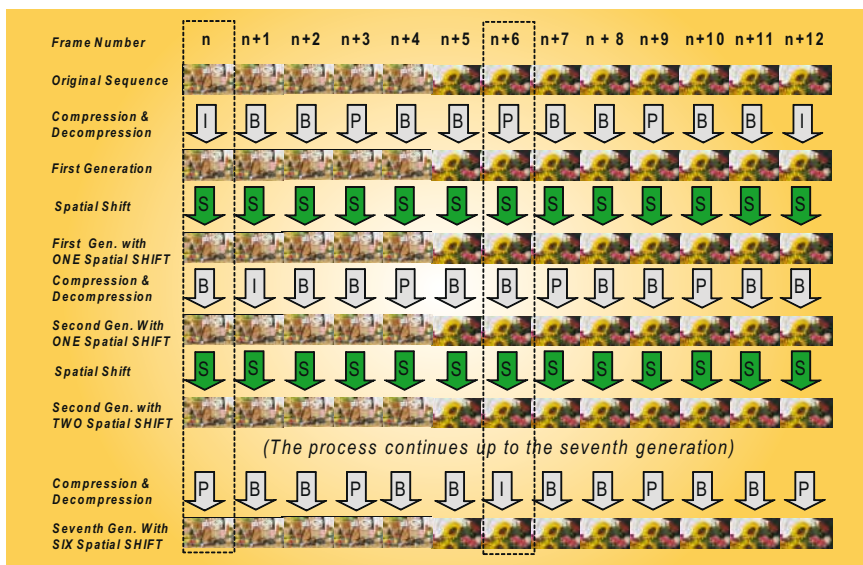 Frame Number n n+1 n+2 n+3 n+4 n+5 n+6 n+7 n + 8 n+9 n+10 n+11 n+12
Original Sequence
Compression &
Decompression
I B B P B B P B B P B B I
First Generation
Spatial Shift S S S S S S S S S S S S S
First Gen. with
ONE Spatial SHIFT
Compression &
Decompression
B I B B P B B P B B P B B
Second Gen. With
ONE Spatial SHIFT
Spatial Shift S S S S S S S S S S S S S
Second Gen. with
TWO Spatial SHIFT
(The process continues up to the seventh generation)
Compression &
Decompression
P B B P B B I B B P B B P
Seventh Gen. With
SIX Spatial SHIFT